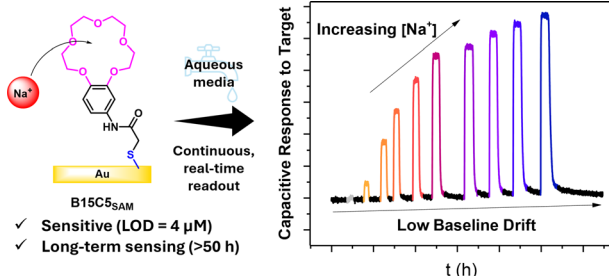 Na⁺
O
O
O
O
O
HN
O
S
Au
B15C5SAM
✓ Sensitive (LOD = 4 μM)
✓ Long-term sensing (>50 h)
Aqueous
media
Continuous,
real-time
readout
Capacitive Response to Target
Increasing [Na⁺]
Low Baseline Drift
t (h)